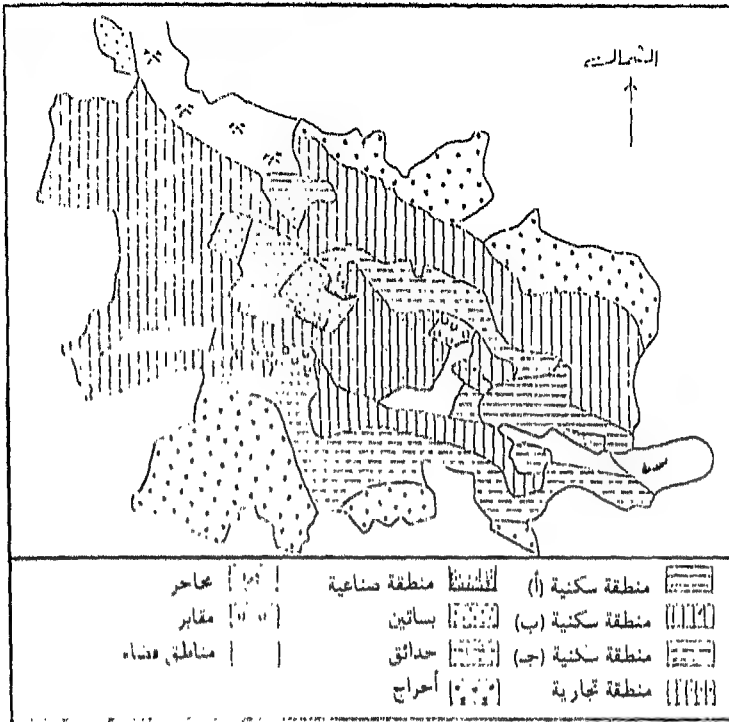 الشمال
منطقة سكنية (أ)
منطقة سكنية (ب)
منطقة سكنية (جـ)
منطقة تجارية
منطقة صناعية
بساتين
حدائق
أحراج
محاجر
مقابر
مناطق فضاء